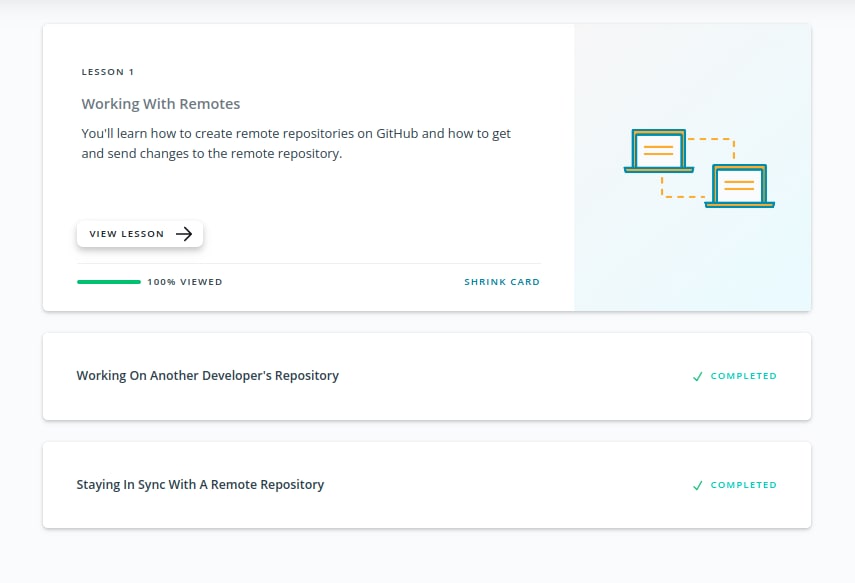 LESSON 1
Working With Remotes
You'll learn how to create remote repositories on GitHub and how to get
and send changes to the remote repository.
VIEW LESSON
100% VIEWED
SHRINK CARD
Working On Another Developer's Repository
COMPLETED
Staying In Sync With A Remote Repository
COMPLETED